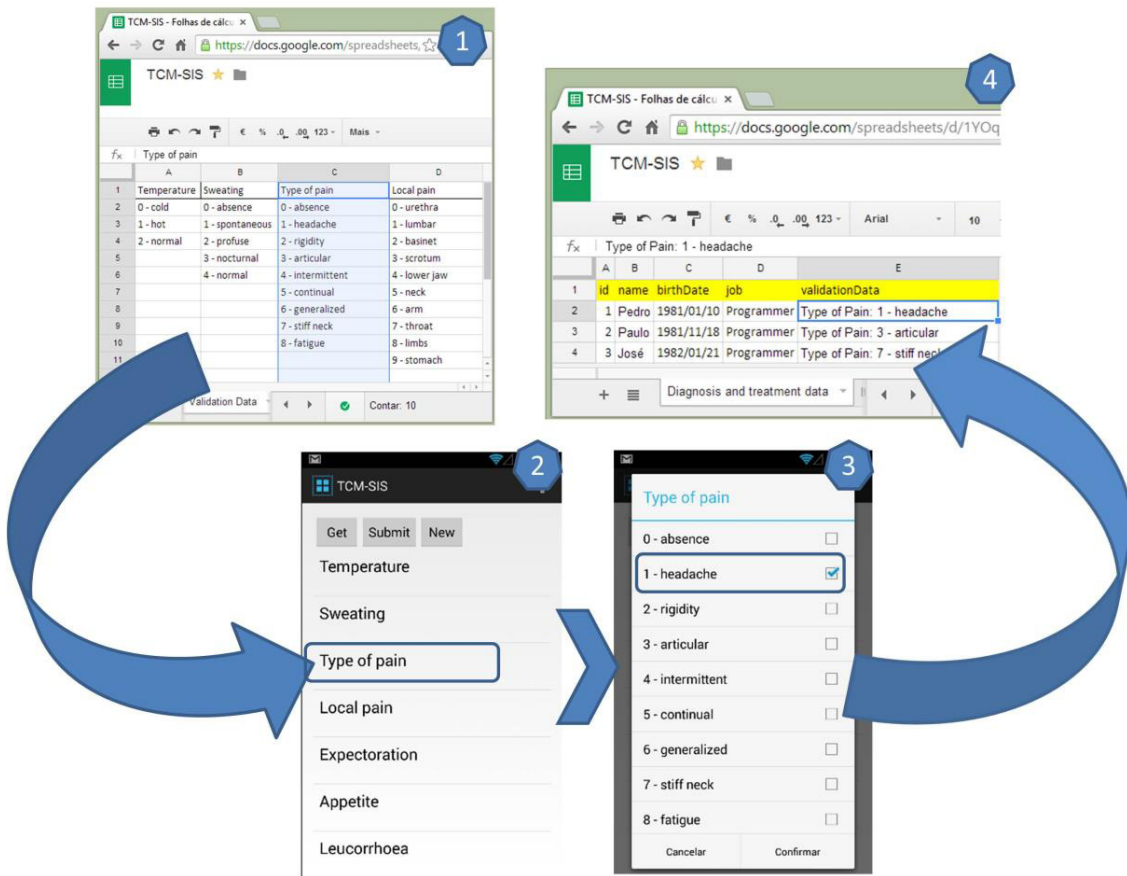 1
TCM-SIS - Folhas de cálcu ×
https://docs.google.com/spreadsheets,
TCM-SIS
€ % .0 .00 123 Mais
fx Type of pain
A B C D
1 Temperature Sweating Type of pain Local pain
2 0 - cold 0 - absence 0 - absence 0 - urethra
3 1 - hot 1 - spontaneous 1 - headache 1 - lumbar
4 2 - normal 2 - profuse 2 - rigidity 2 - basinet
5 3 - nocturnal 3 - articular 3 - scrotum
6 4 - normal 4 - intermittent 4 - lower jaw
7 5 - continual 5 - neck
8 6 - generalized 6 - arm
9 7 - stiff neck 7 - throat
10 8 - fatigue 8 - limbs
11 9 - stomach
Validation Data Contar: 10
4
TCM-SIS - Folhas de cálcu ×
https://docs.google.com/spreadsheets/d/1YOq
TCM-SIS
€ % .0 .00 123 Arial 10
fx Type of Pain: 1 - headache
A B C D E
1 id name birthDate job validationData
2 1 Pedro 1981/01/10 Programmer Type of Pain: 1 - headache
3 2 Paulo 1981/11/18 Programmer Type of Pain: 3 - articular
4 3 José 1982/01/21 Programmer Type of Pain: 7 - stiff neck
+ Diagnosis and treatment data
2
TCM-SIS
Get Submit New
Temperature
Sweating
Type of pain
Local pain
Expectoration
Appetite
Leucorrhoea
3
Type of pain
0 - absence
1 - headache
2 - rigidity
3 - articular
4 - intermittent
5 - continual
6 - generalized
7 - stiff neck
8 - fatigue
Cancelar Confirmar